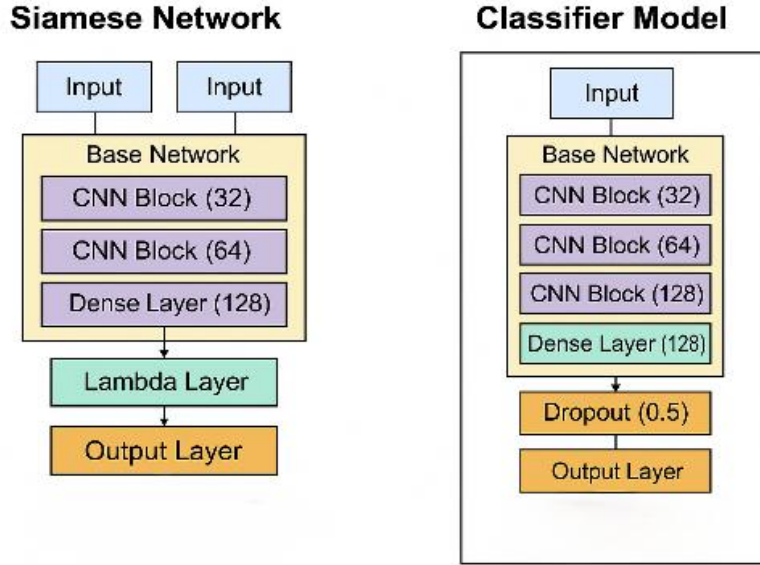 Siamese Network
Input
Input
Base Network
CNN Block (32)
CNN Block (64)
Dense Layer (128)
Lambda Layer
Output Layer
Classifier Model
Input
Base Network
CNN Block (32)
CNN Block (64)
CNN Block (128)
Dense Layer (128)
Dropout (0.5)
Output Layer